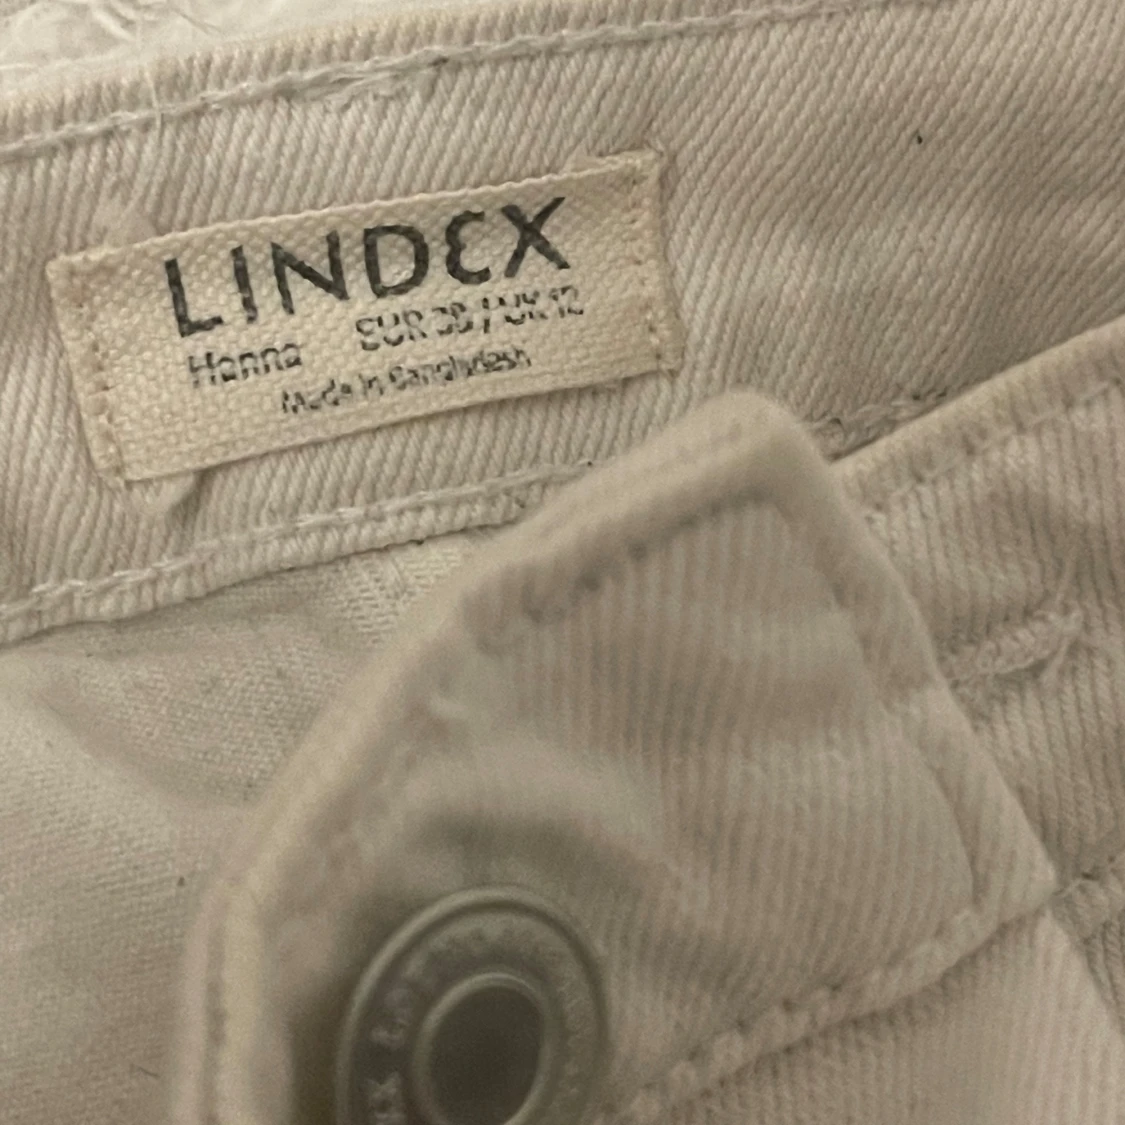 LINDEX
Hanna EUR 38 / UK 12
Made in Bangladesh